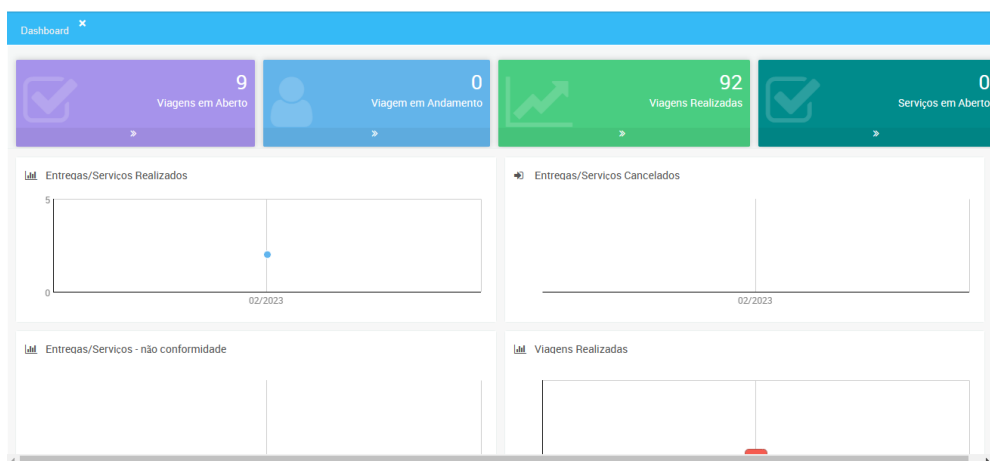 Dashboard
9
Viagens em Aberto
0
Viagem em Andamento
92
Viagens Realizadas
0
Serviços em Aberto
Entregas/Serviços Realizados
5
0
02/2023
Entregas/Serviços Cancelados
02/2023
Entregas/Serviços - não conformidade
Viagens Realizadas